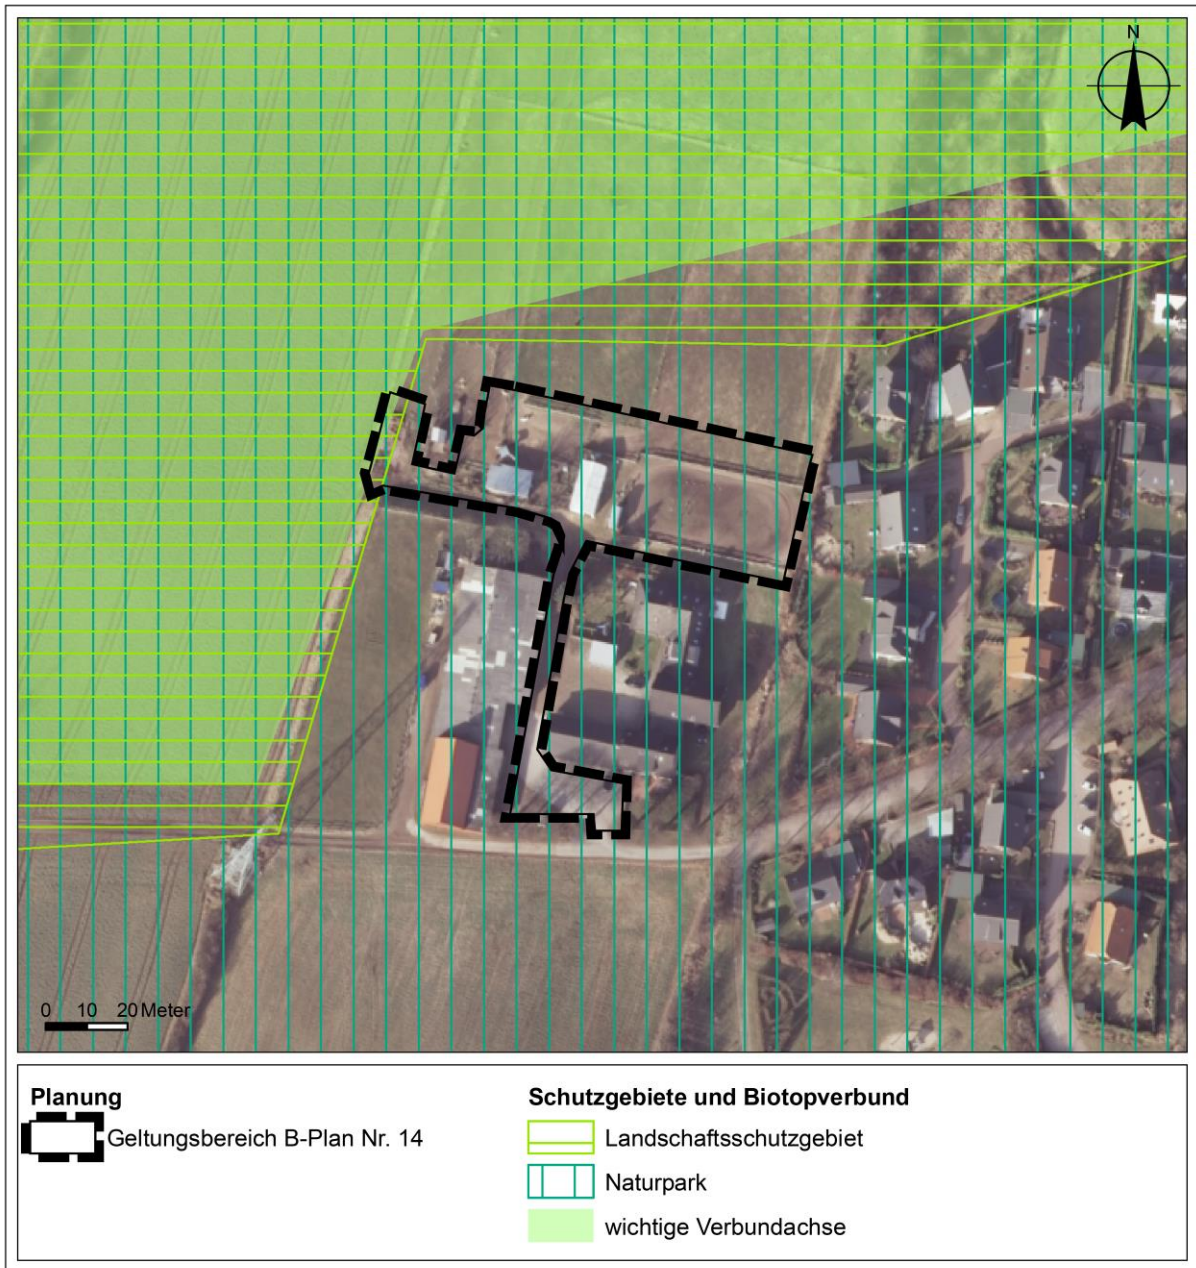 N
0 10 20 Meter
Planung
Geltungsbereich B-Plan Nr. 14
Schutzgebiete und Biotopverbund
Landschaftsschutzgebiet
Naturpark
wichtige Verbundachse